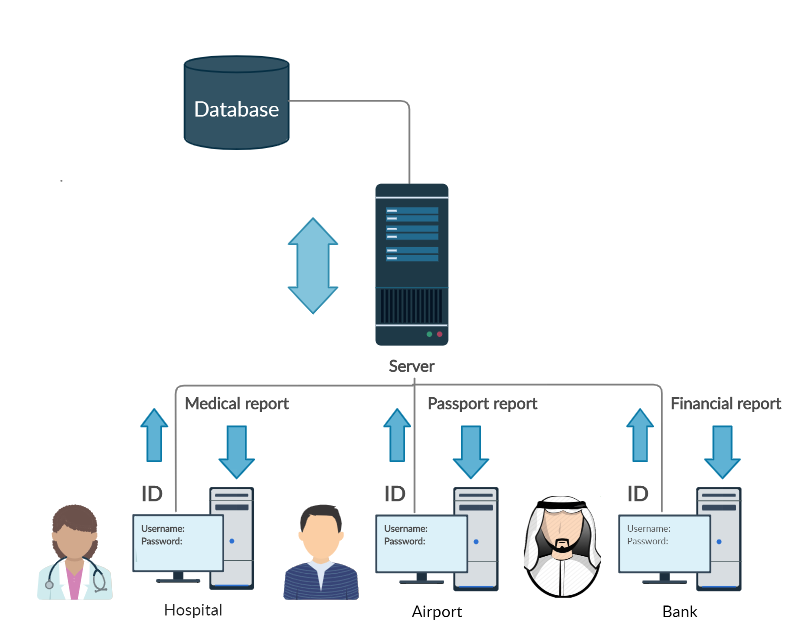 Database
Server
Medical report
Passport report
Financial report
ID
ID
ID
Username:
Password:
Username:
Password:
Username:
Password:
Hospital
Airport
Bank